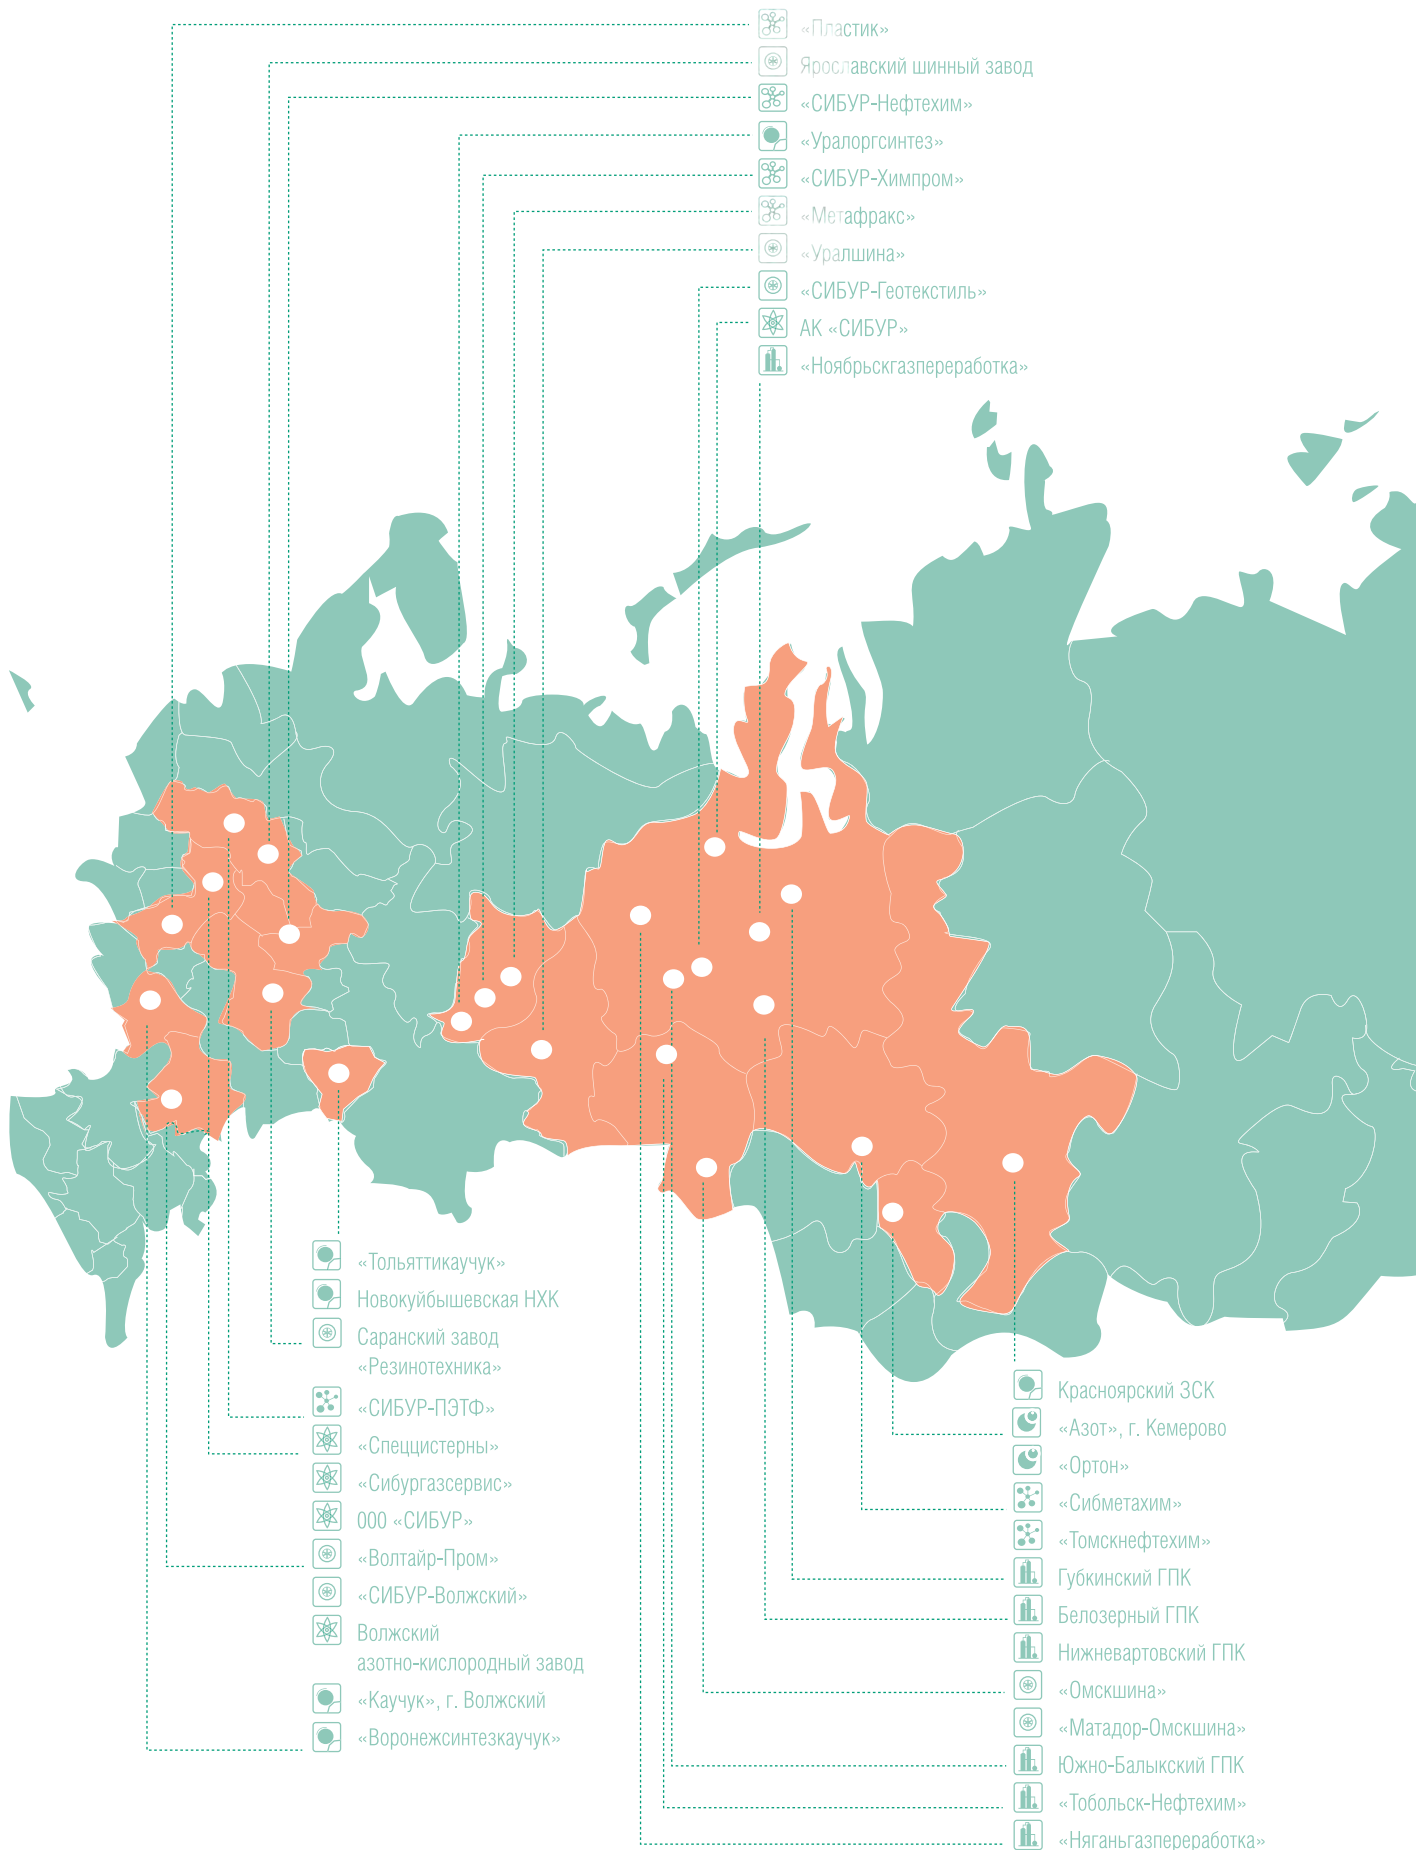 «Пластик»
Ярославский шинный завод
«СИБУР-Нефтехим»
«Уралоргсинтез»
«СИБУР-Химпром»
«Метафракс»
«Уралшина»
«СИБУР-Геотекстиль»
АК «СИБУР»
«Ноябрьскгазпереработка»
«Тольяттикаучук»
Новокуйбышевская НХК
Саранский завод
«Резинотехника»
«СИБУР-ПЭТФ»
«Спеццистерны»
«Сибургазсервис»
ООО «СИБУР»
«Волтайр-Пром»
«СИБУР-Волжский»
Волжский
азотно-кислородный завод
«Каучук», г. Волжский
«Воронежсинтезкаучук»
Красноярский ЗСК
«Азот», г. Кемерово
«Ортон»
«Сибметахим»
«Томскнефтехим»
Губкинский ГПК
Белозерный ГПК
Нижневартовский ГПК
«Омскшина»
«Матадор-Омскшина»
Южно-Балыкский ГПК
«Тобольск-Нефтехим»
«Няганьгазпереработка»